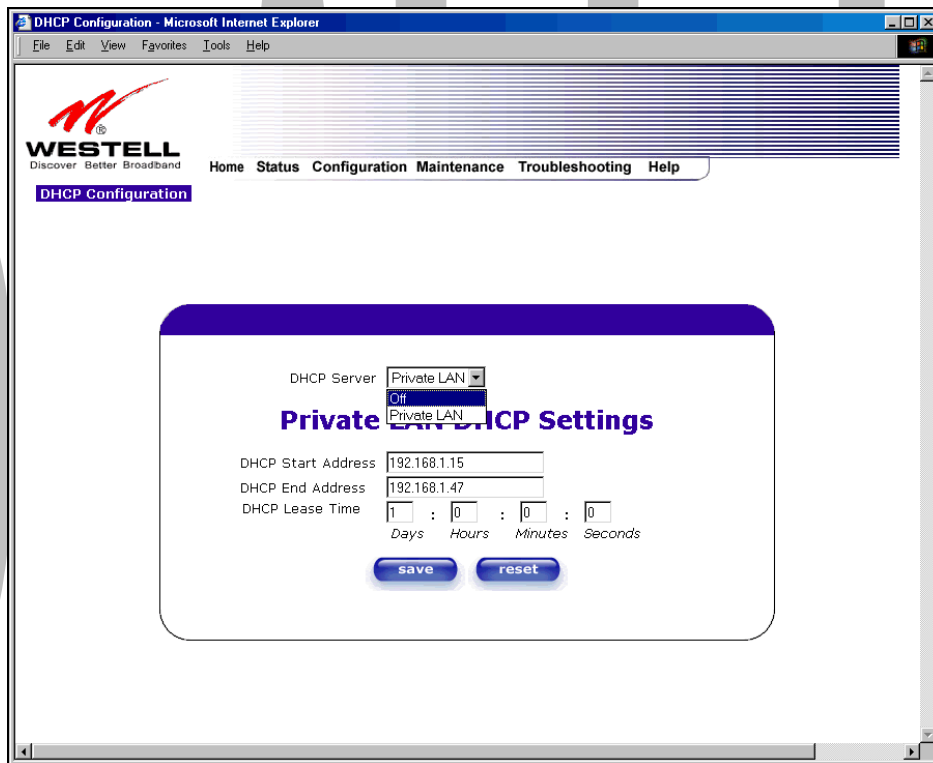 DHCP Configuration - Microsoft Internet Explorer
File Edit View Favorites Tools Help
WESTELL
®
Discover Better Broadband
Home Status Configuration Maintenance Troubleshooting Help
DHCP Configuration
DHCP Server Private LAN
Off
Private LAN
Private LAN DHCP Settings
DHCP Start Address 192.168.1.15
DHCP End Address 192.168.1.47
DHCP Lease Time 1 : 0 : 0 : 0
Days Hours Minutes Seconds
save reset